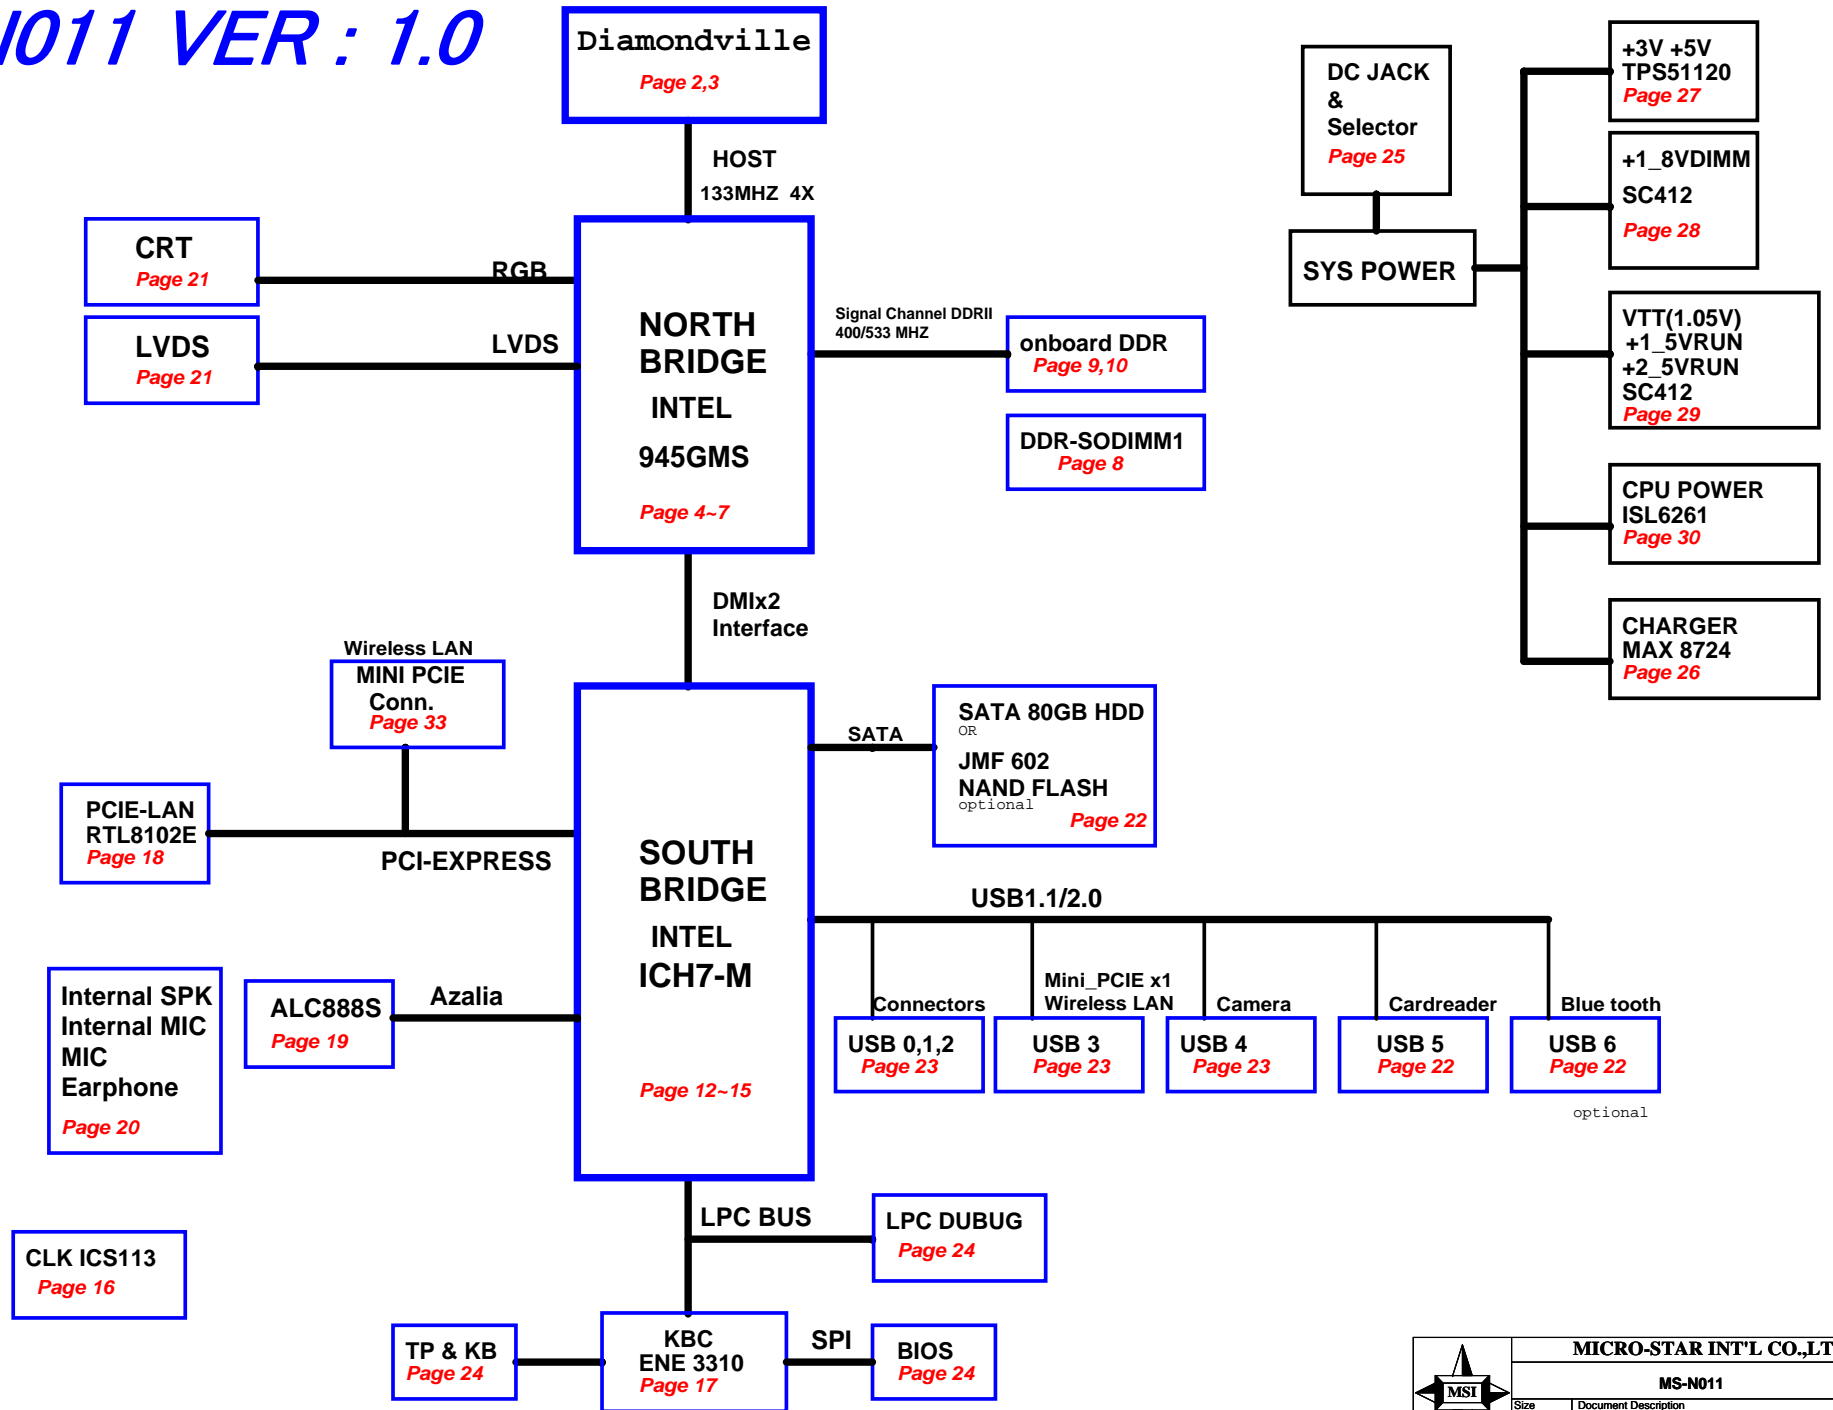 N011 VER : 1.0
Diamondville
Page 2,3
HOST
133MHZ 4X
CRT
Page 21
RGB
LVDS
Page 21
LVDS
NORTH
BRIDGE
INTEL
945GMS
Page 4~7
Signal Channel DDRII
400/533 MHZ
onboard DDR
Page 9,10
DDR-SODIMM1
Page 8
DC JACK
&
Selector
Page 25
SYS POWER
+3V +5V
TPS51120
Page 27
+1_8VDIMM
SC412
Page 28
VTT(1.05V)
+1_5VRUN
+2_5VRUN
SC412
Page 29
CPU POWER
ISL6261
Page 30
CHARGER
MAX 8724
Page 26
DMIx2
Interface
Wireless LAN
MINI PCIE
Conn.
Page 33
PCIE-LAN
RTL8102E
Page 18
PCI-EXPRESS
SOUTH
BRIDGE
INTEL
ICH7-M
Page 12~15
SATA
SATA 80GB HDD
OR
JMF 602
NAND FLASH
optional
Page 22
USB1.1/2.0
Connectors
USB 0,1,2
Page 23
Mini_PCIE x1
Wireless LAN
USB 3
Page 23
Camera
USB 4
Page 23
Cardreader
USB 5
Page 22
Blue tooth
USB 6
Page 22
optional
Internal SPK
Internal MIC
MIC
Earphone
Page 20
ALC888S
Page 19
Azalia
CLK ICS113
Page 16
LPC BUS
LPC DUBUG
Page 24
TP & KB
Page 24
KBC
ENE 3310
Page 17
SPI
BIOS
Page 24
MSI
MICRO-STAR INT'L CO.,LT
MS-N011
Size
Document Description